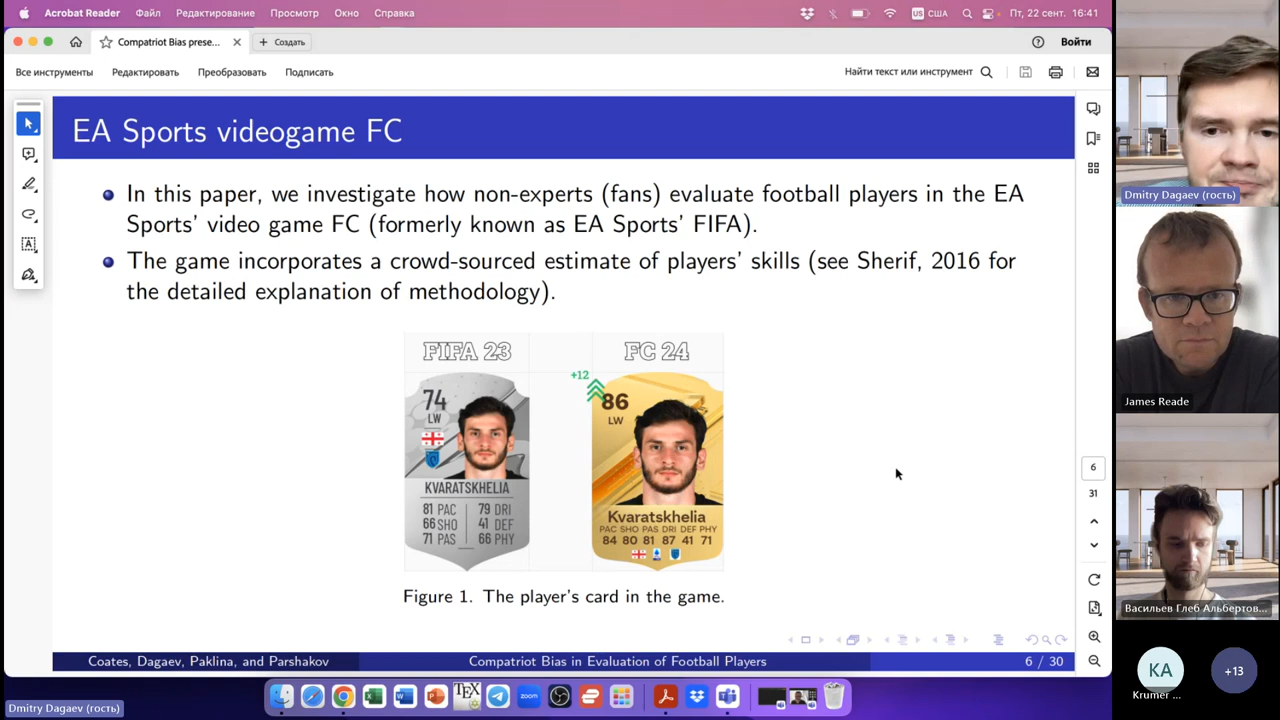 Acrobat Reader Файл Редактирование Просмотр Окно Справка США Пт, 22 сент. 16:41
Compatriot Bias prese... Создать Войти
Все инструменты Редактировать Преобразовать Подписать Найти текст или инструмент
EA Sports videogame FC
In this paper, we investigate how non-experts (fans) evaluate football players in the EA
Sports' video game FC (formerly known as EA Sports' FIFA).
The game incorporates a crowd-sourced estimate of players' skills (see Sherif, 2016 for
the detailed explanation of methodology).
FIFA 23
74
LW
KVARATSKHELIA
81 PAC 79 DRI
66 SHO 41 DEF
71 PAS 66 PHY
FC 24
+12
86
LW
Kvaratskhelia
PAC SHO PAS DRI DEF PHY
84 80 81 87 41 71
Figure 1. The player's card in the game.
Coates, Dagaev, Paklina, and Parshakov Compatriot Bias in Evaluation of Football Players 6 / 30
6
31
Dmitry Dagaev (гость)
James Reade
Васильев Глеб Альбертов...
KA
Krumer ...
+13
TEX
zoom
Dmitry Dagaev (гость)